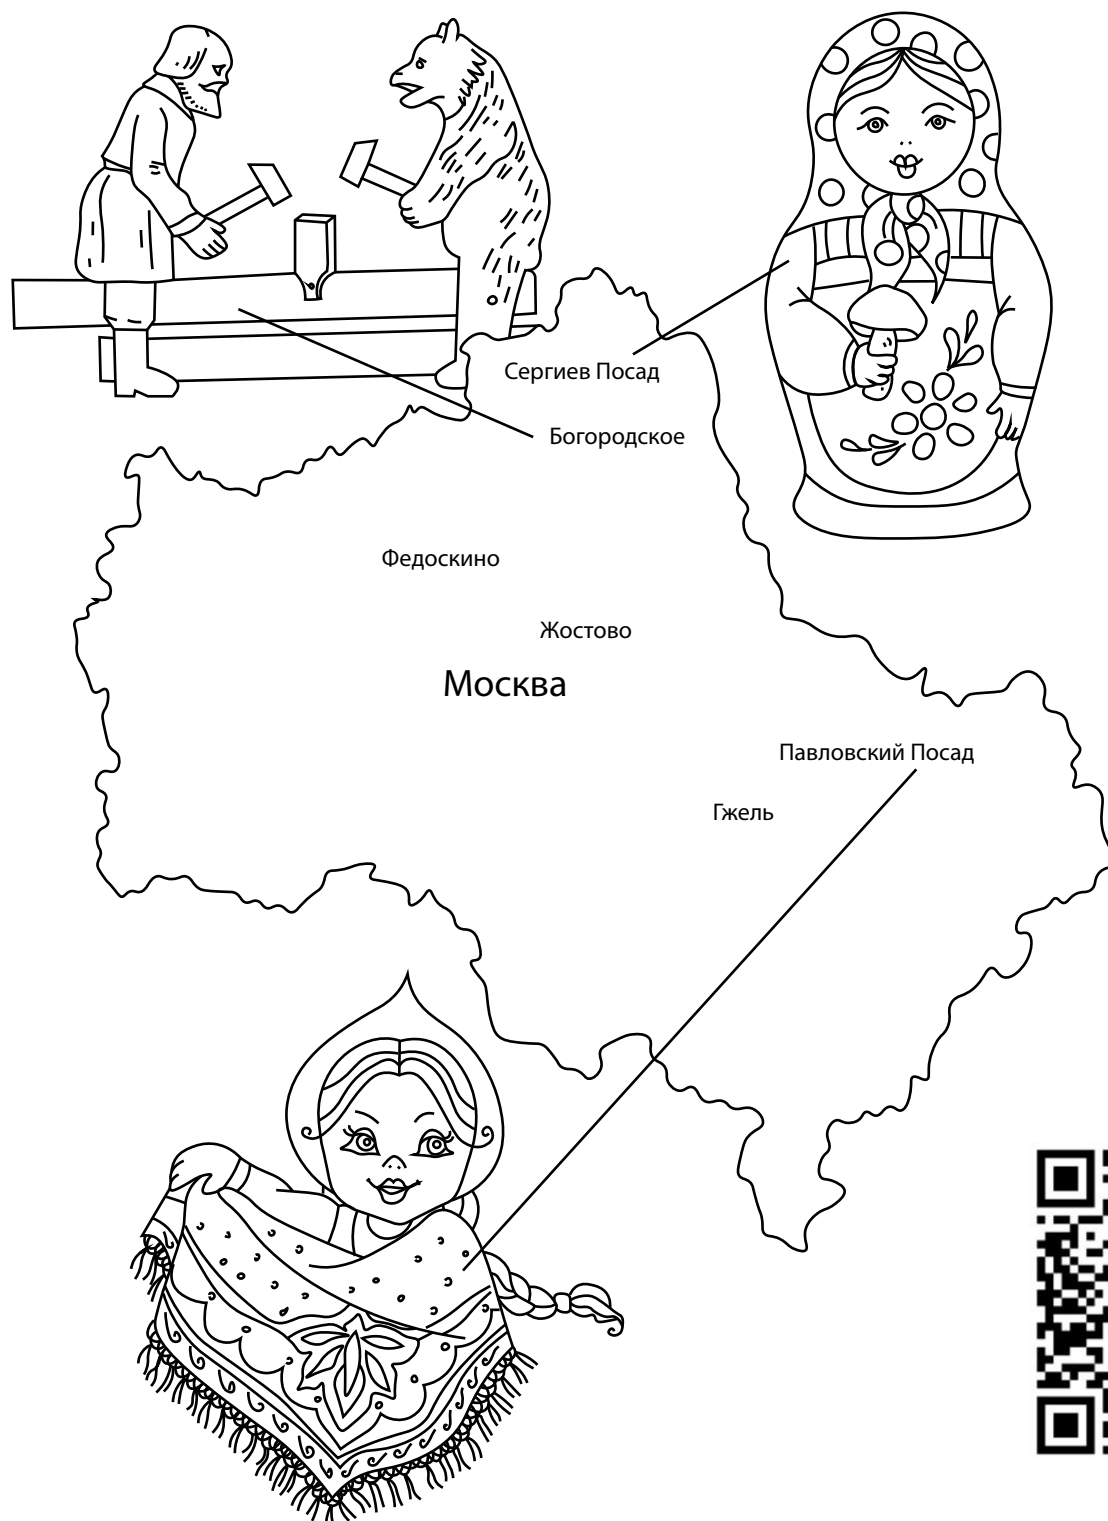 Сергиев Посад
Богородское
Федоскино
Жостово
Москва
Павловский Посад
Гжель